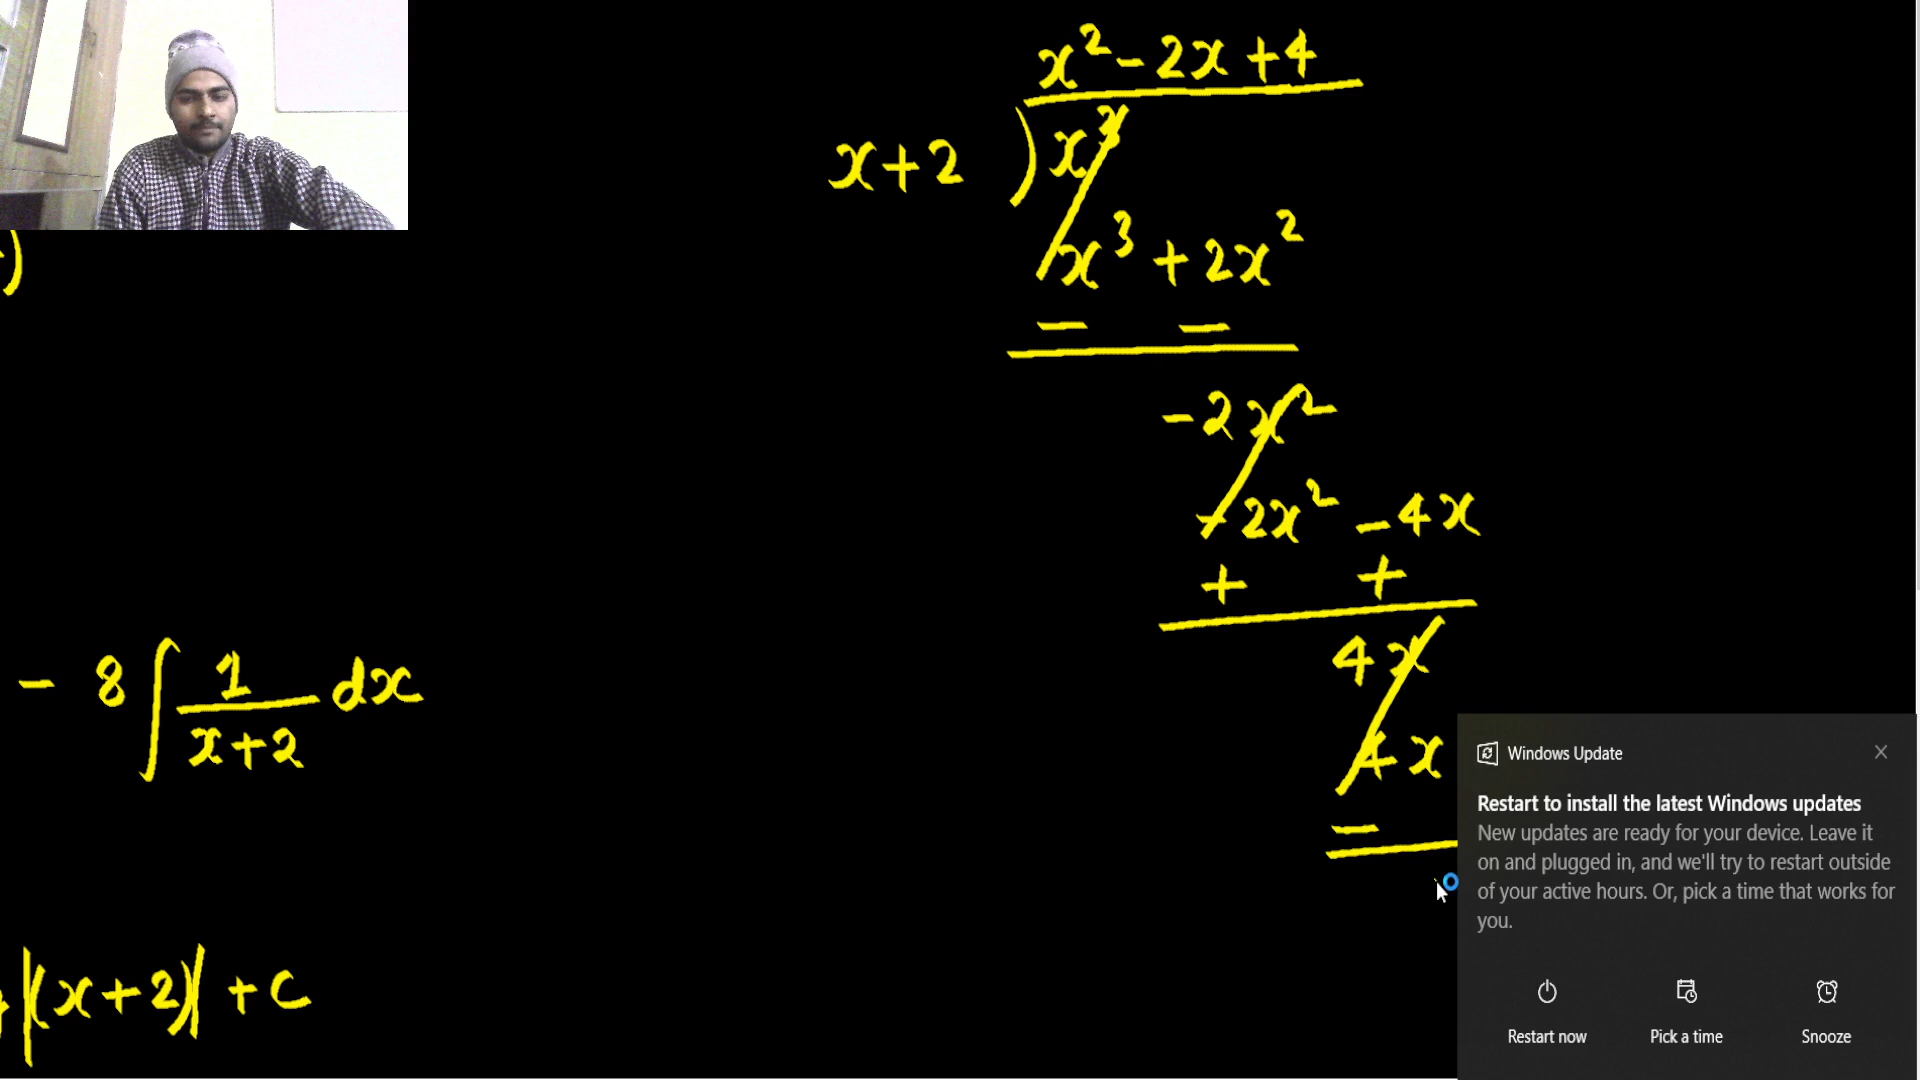 x² - 2x + 4
x+2 ) x³
x³ + 2x²
- -
)
-2x²
-2x² - 4x
+ +
4x
- 8 ∫ 1/(x+2) dx
4x
-
|(x+2)| + c
Windows Update
Restart to install the latest Windows updates
New updates are ready for your device. Leave it
on and plugged in, and we'll try to restart outside
of your active hours. Or, pick a time that works for
you.
Restart now
Pick a time
Snooze